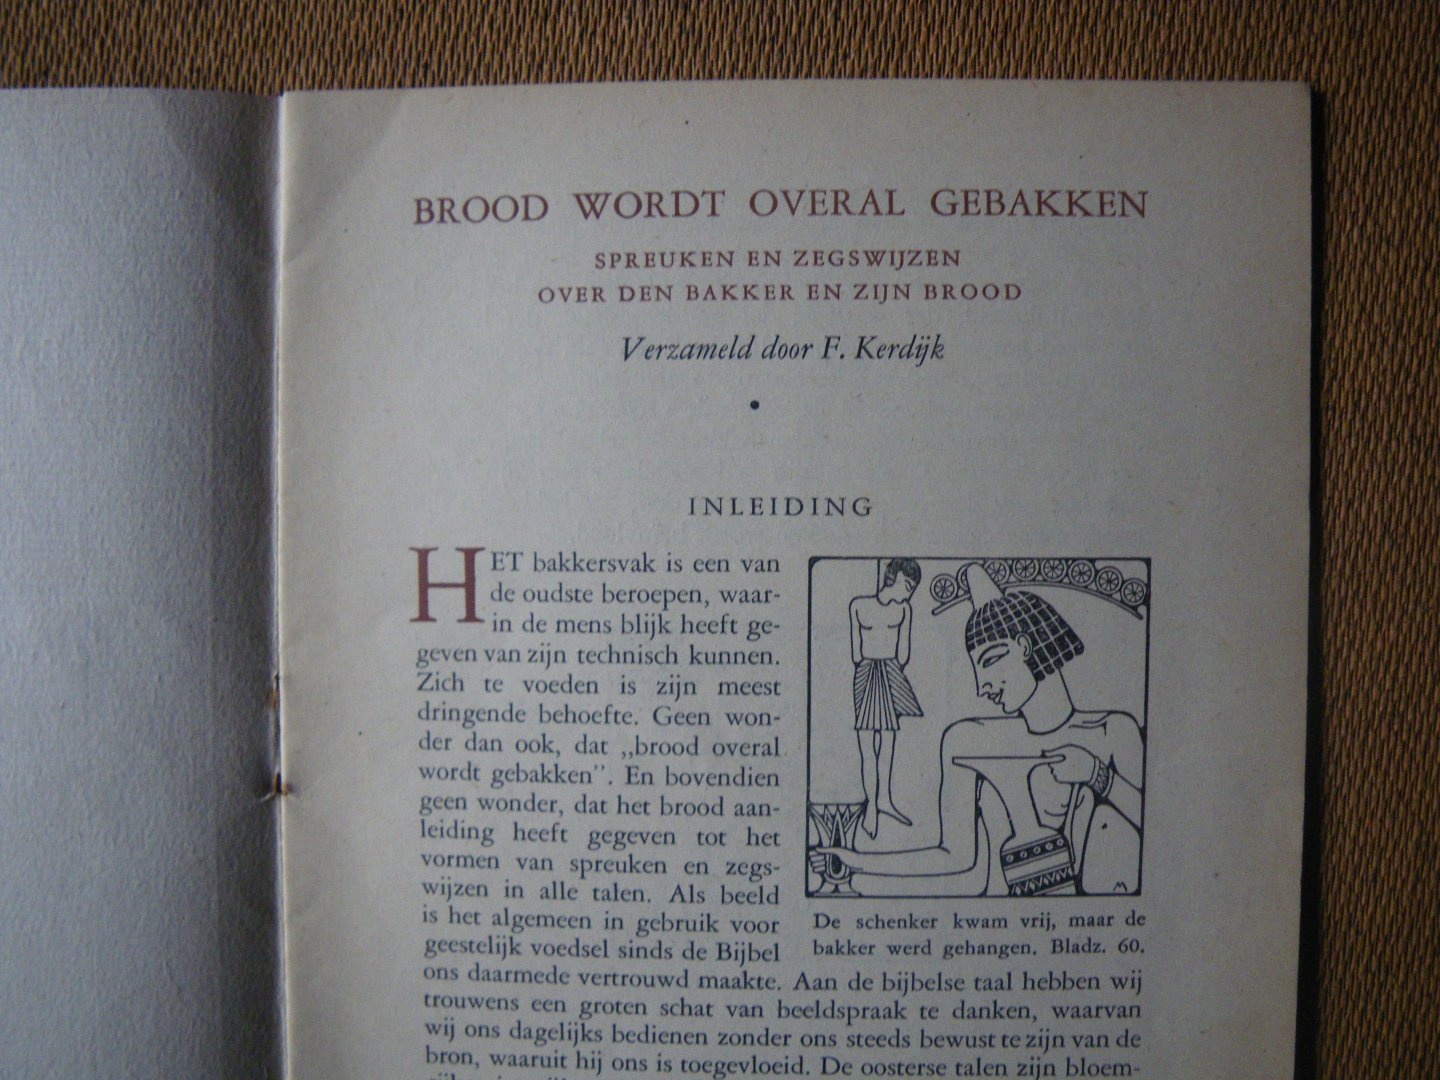 BROOD WORDT OVERAL GEBAKKEN
SPREUKEN EN ZEGSWIJZEN
OVER DEN BAKKER EN ZIJN BROOD
Verzameld door F. Kerdijk
•
INLEIDING
HET bakkersvak is een van
de oudste beroepen, waar-
in de mens blijk heeft ge-
geven van zijn technisch kunnen.
Zich te voeden is zijn meest
dringende behoefte. Geen won-
der dan ook, dat „brood overal
wordt gebakken”. En bovendien
geen wonder, dat het brood aan-
leiding heeft gegeven tot het
vormen van spreuken en zegs-
wijzen in alle talen. Als beeld
is het algemeen in gebruik voor
geestelijk voedsel sinds de Bijbel
ons daarmede vertrouwd maakte. Aan de bijbelse taal hebben wij
trouwens een groten schat van beeldspraak te danken, waarvan
wij ons dagelijks bedienen zonder ons steeds bewust te zijn van de
bron, waaruit hij ons is toegevloeid. De oosterse talen zijn bloem-
M
De schenker kwam vrij, maar de
bakker werd gehangen. Bladz. 60.